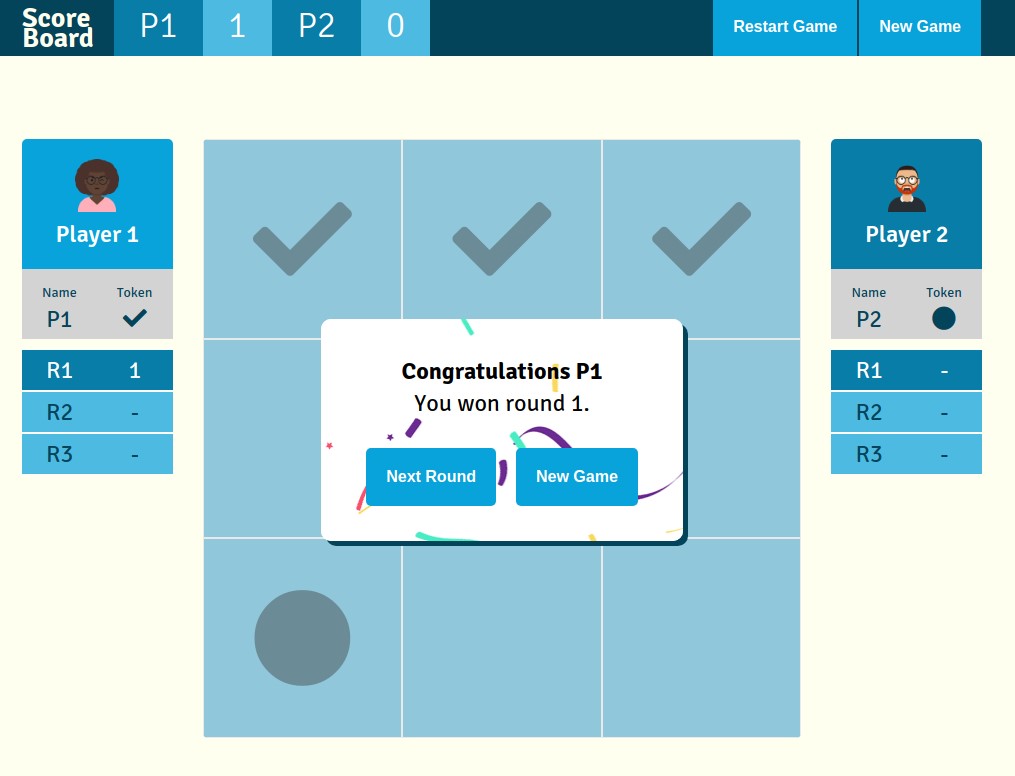 Score
Board
P1 1 P2 0
Restart Game
New Game
Player 1
Name Token
P1
R1 1
R2 -
R3 -
Congratulations P1
You won round 1.
Next Round
New Game
Player 2
Name Token
P2
R1 -
R2 -
R3 -